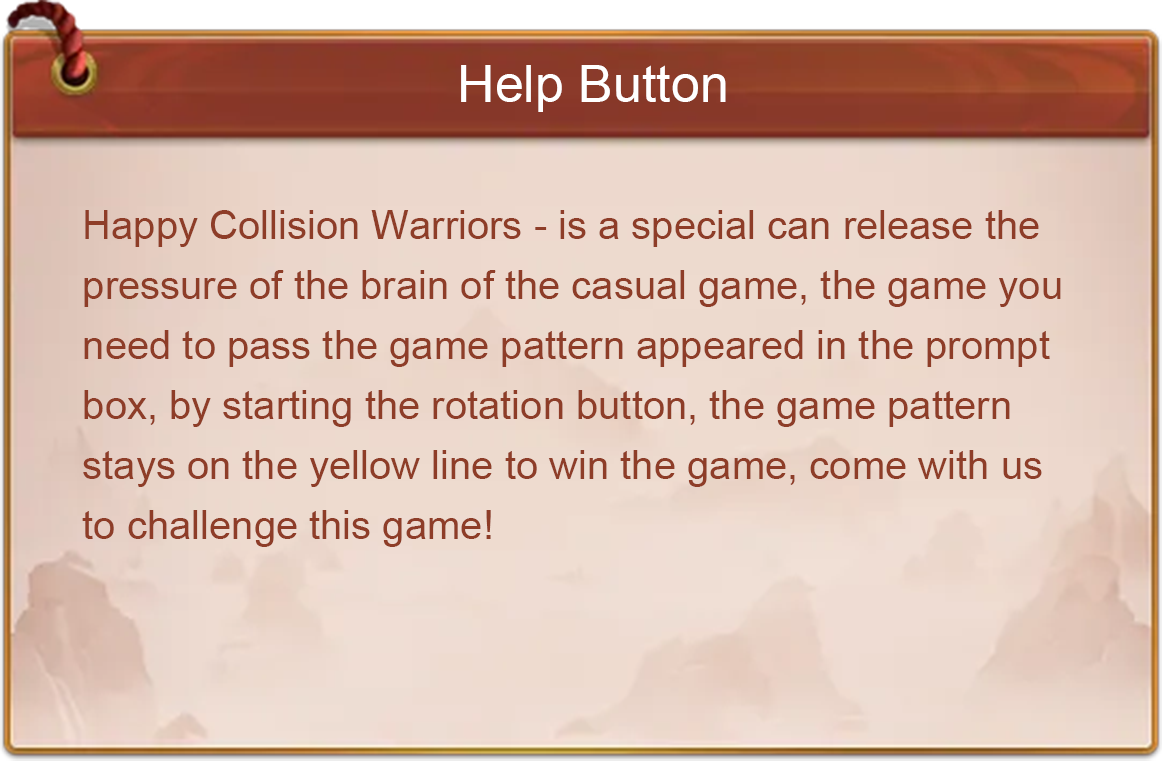 Help Button
Happy Collision Warriors - is a special can release the
pressure of the brain of the casual game, the game you
need to pass the game pattern appeared in the prompt
box, by starting the rotation button, the game pattern
stays on the yellow line to win the game, come with us
to challenge this game!